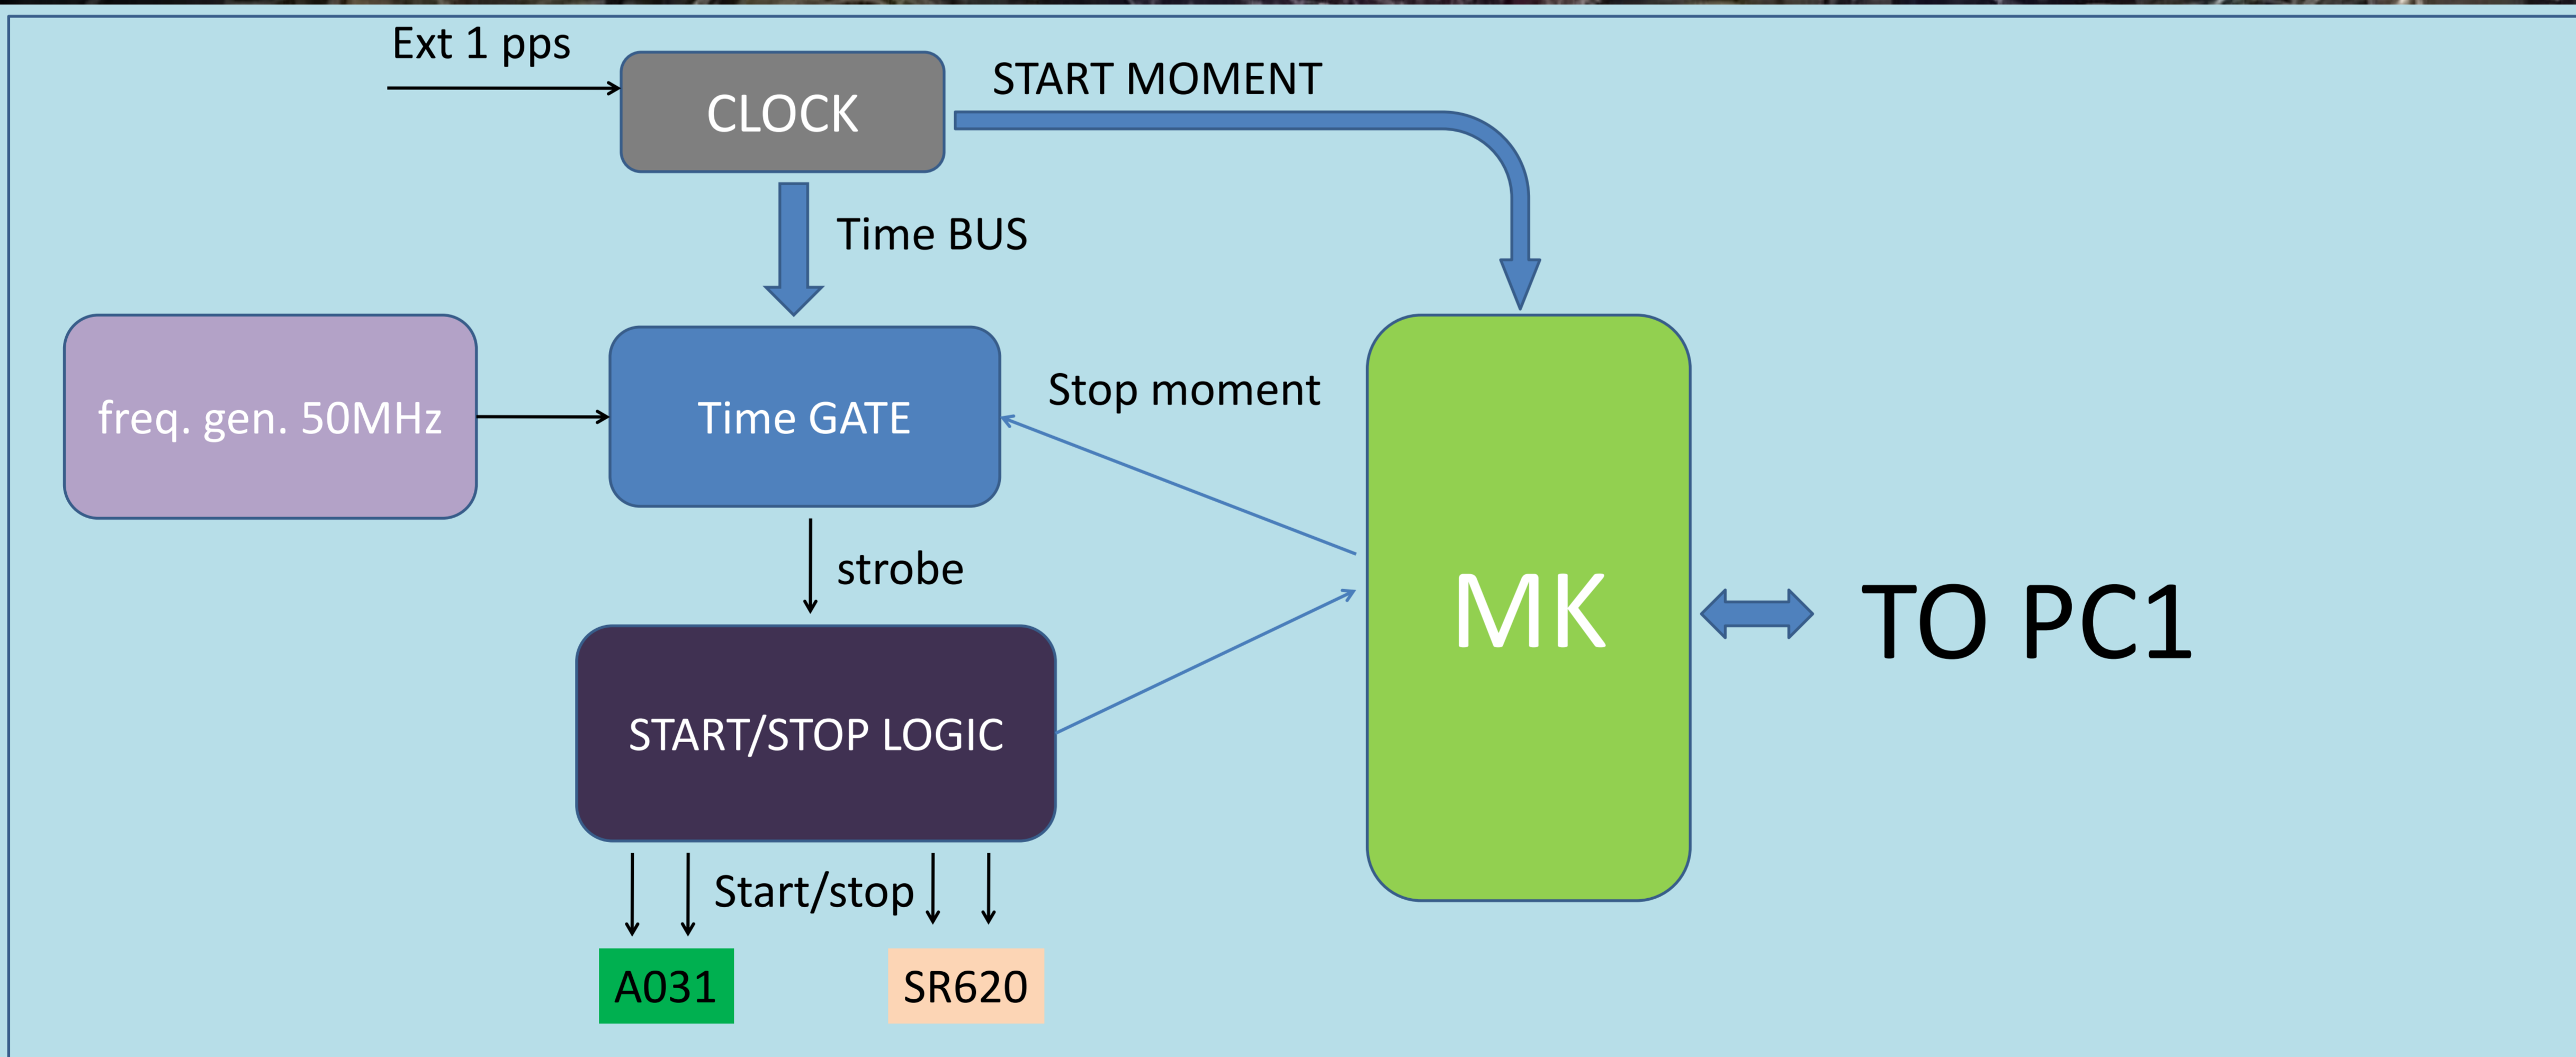 Ext 1 pps
CLOCK
START MOMENT
Time BUS
freq. gen. 50MHz
Time GATE
Stop moment
strobe
START/STOP LOGIC
MK
TO PC1
Start/stop
A031
SR620